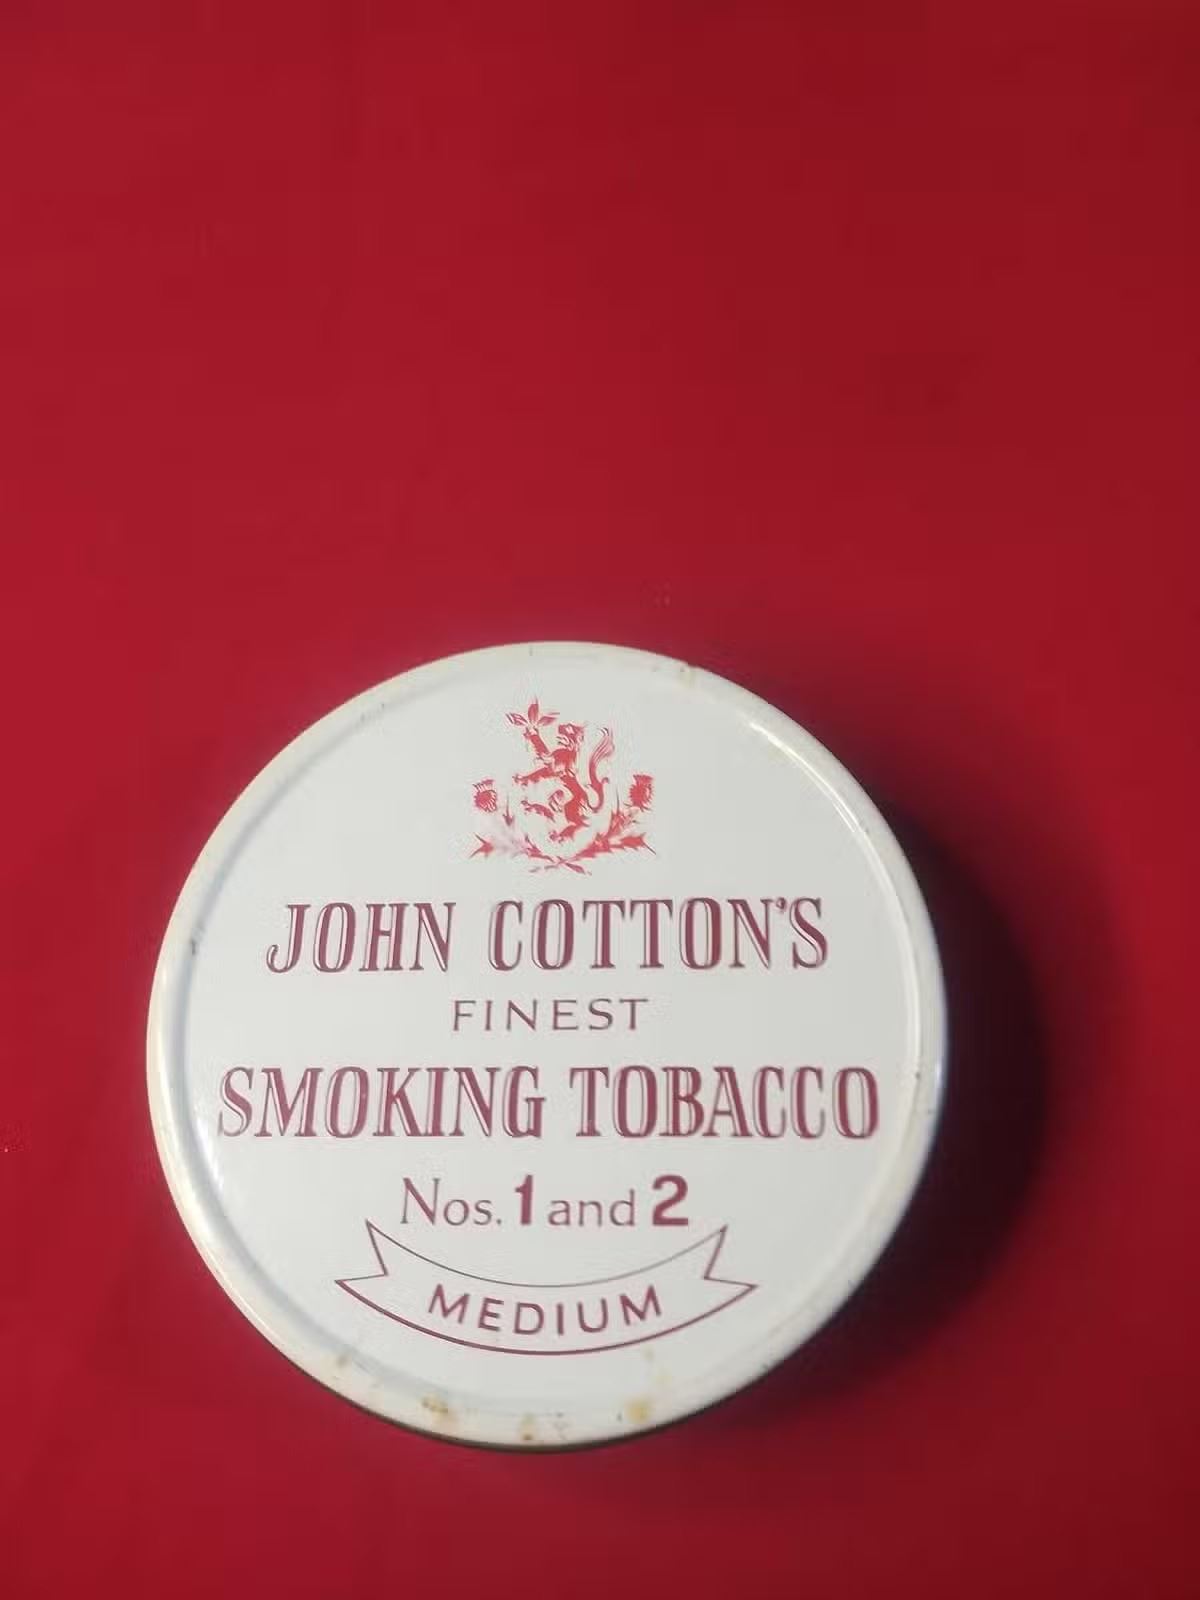 JOHN COTTON'S
FINEST
SMOKING TOBACCO
Nos. 1 and 2
MEDIUM